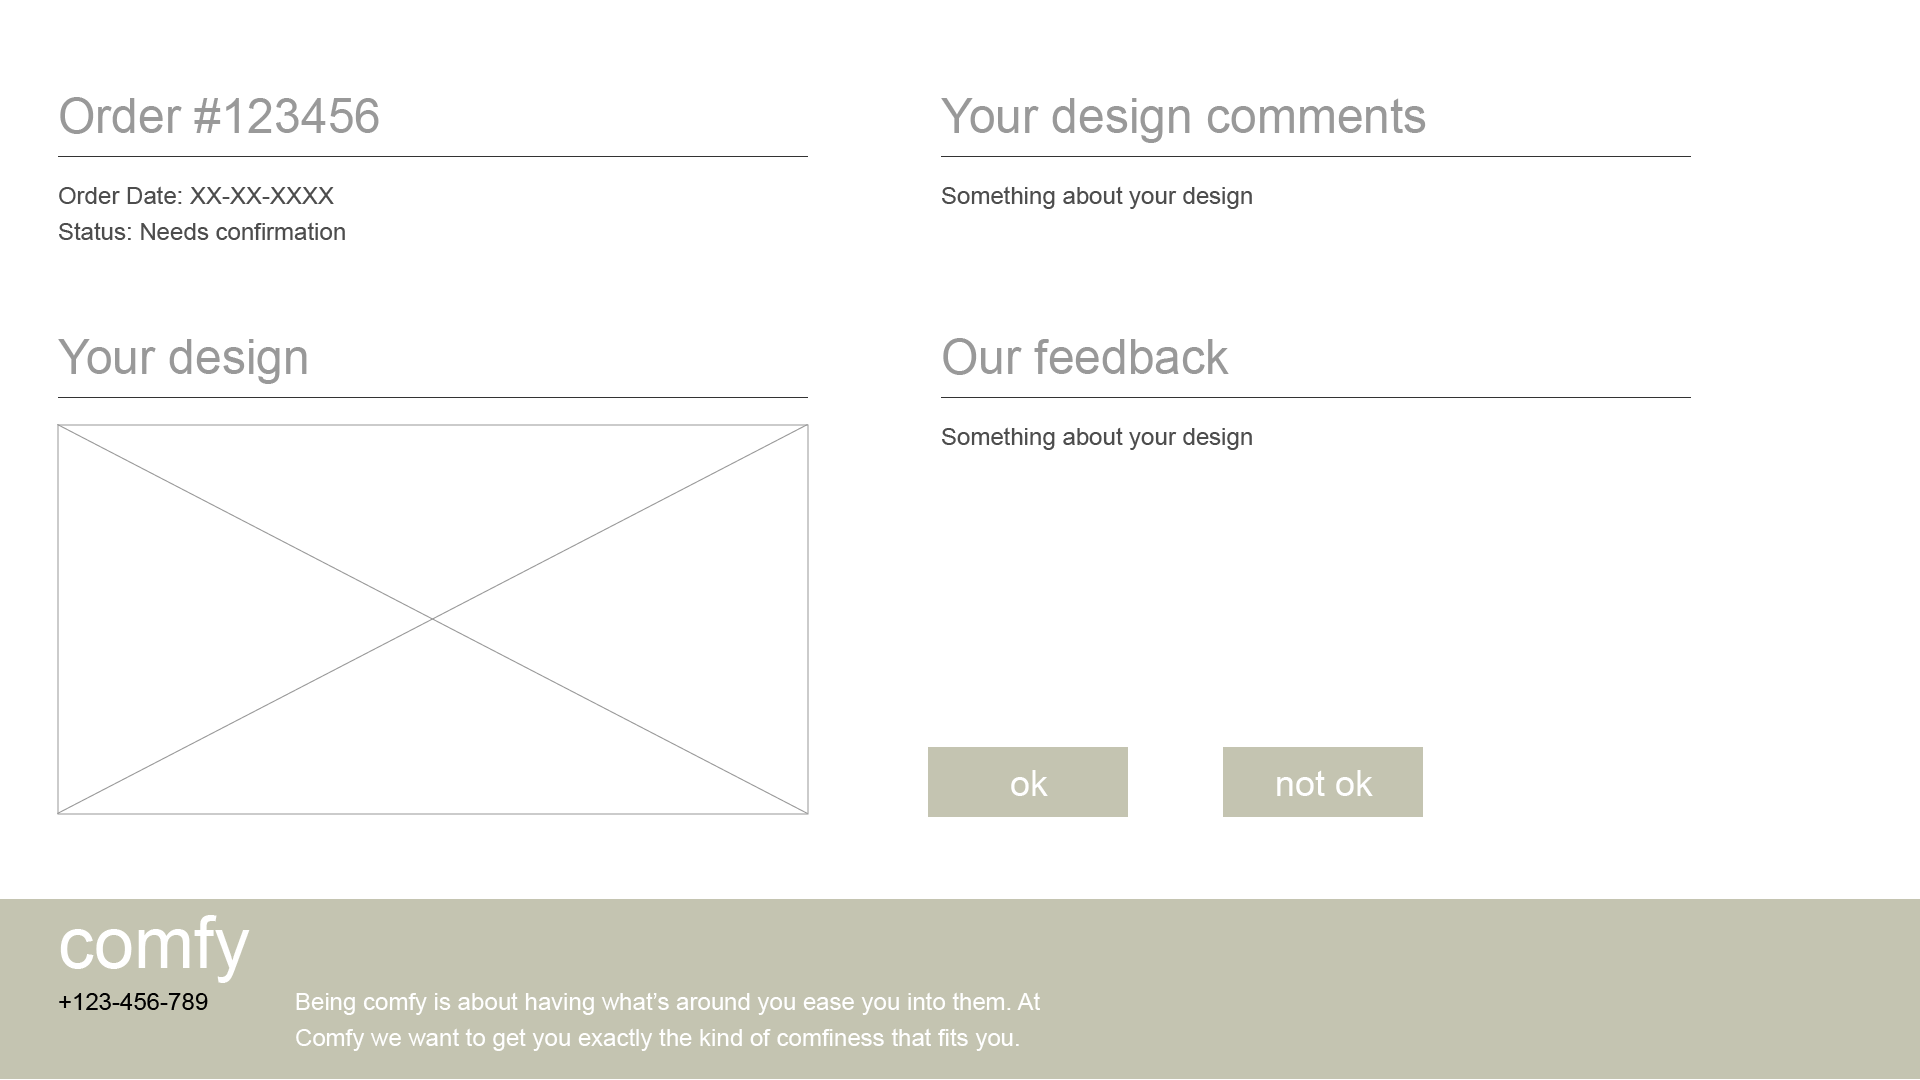 Order #123456
Order Date: XX-XX-XXXX
Status: Needs confirmation
Your design comments
Something about your design
Your design
Our feedback
Something about your design
ok
not ok
comfy
+123-456-789
Being comfy is about having what’s around you ease you into them. At
Comfy we want to get you exactly the kind of comfiness that fits you.